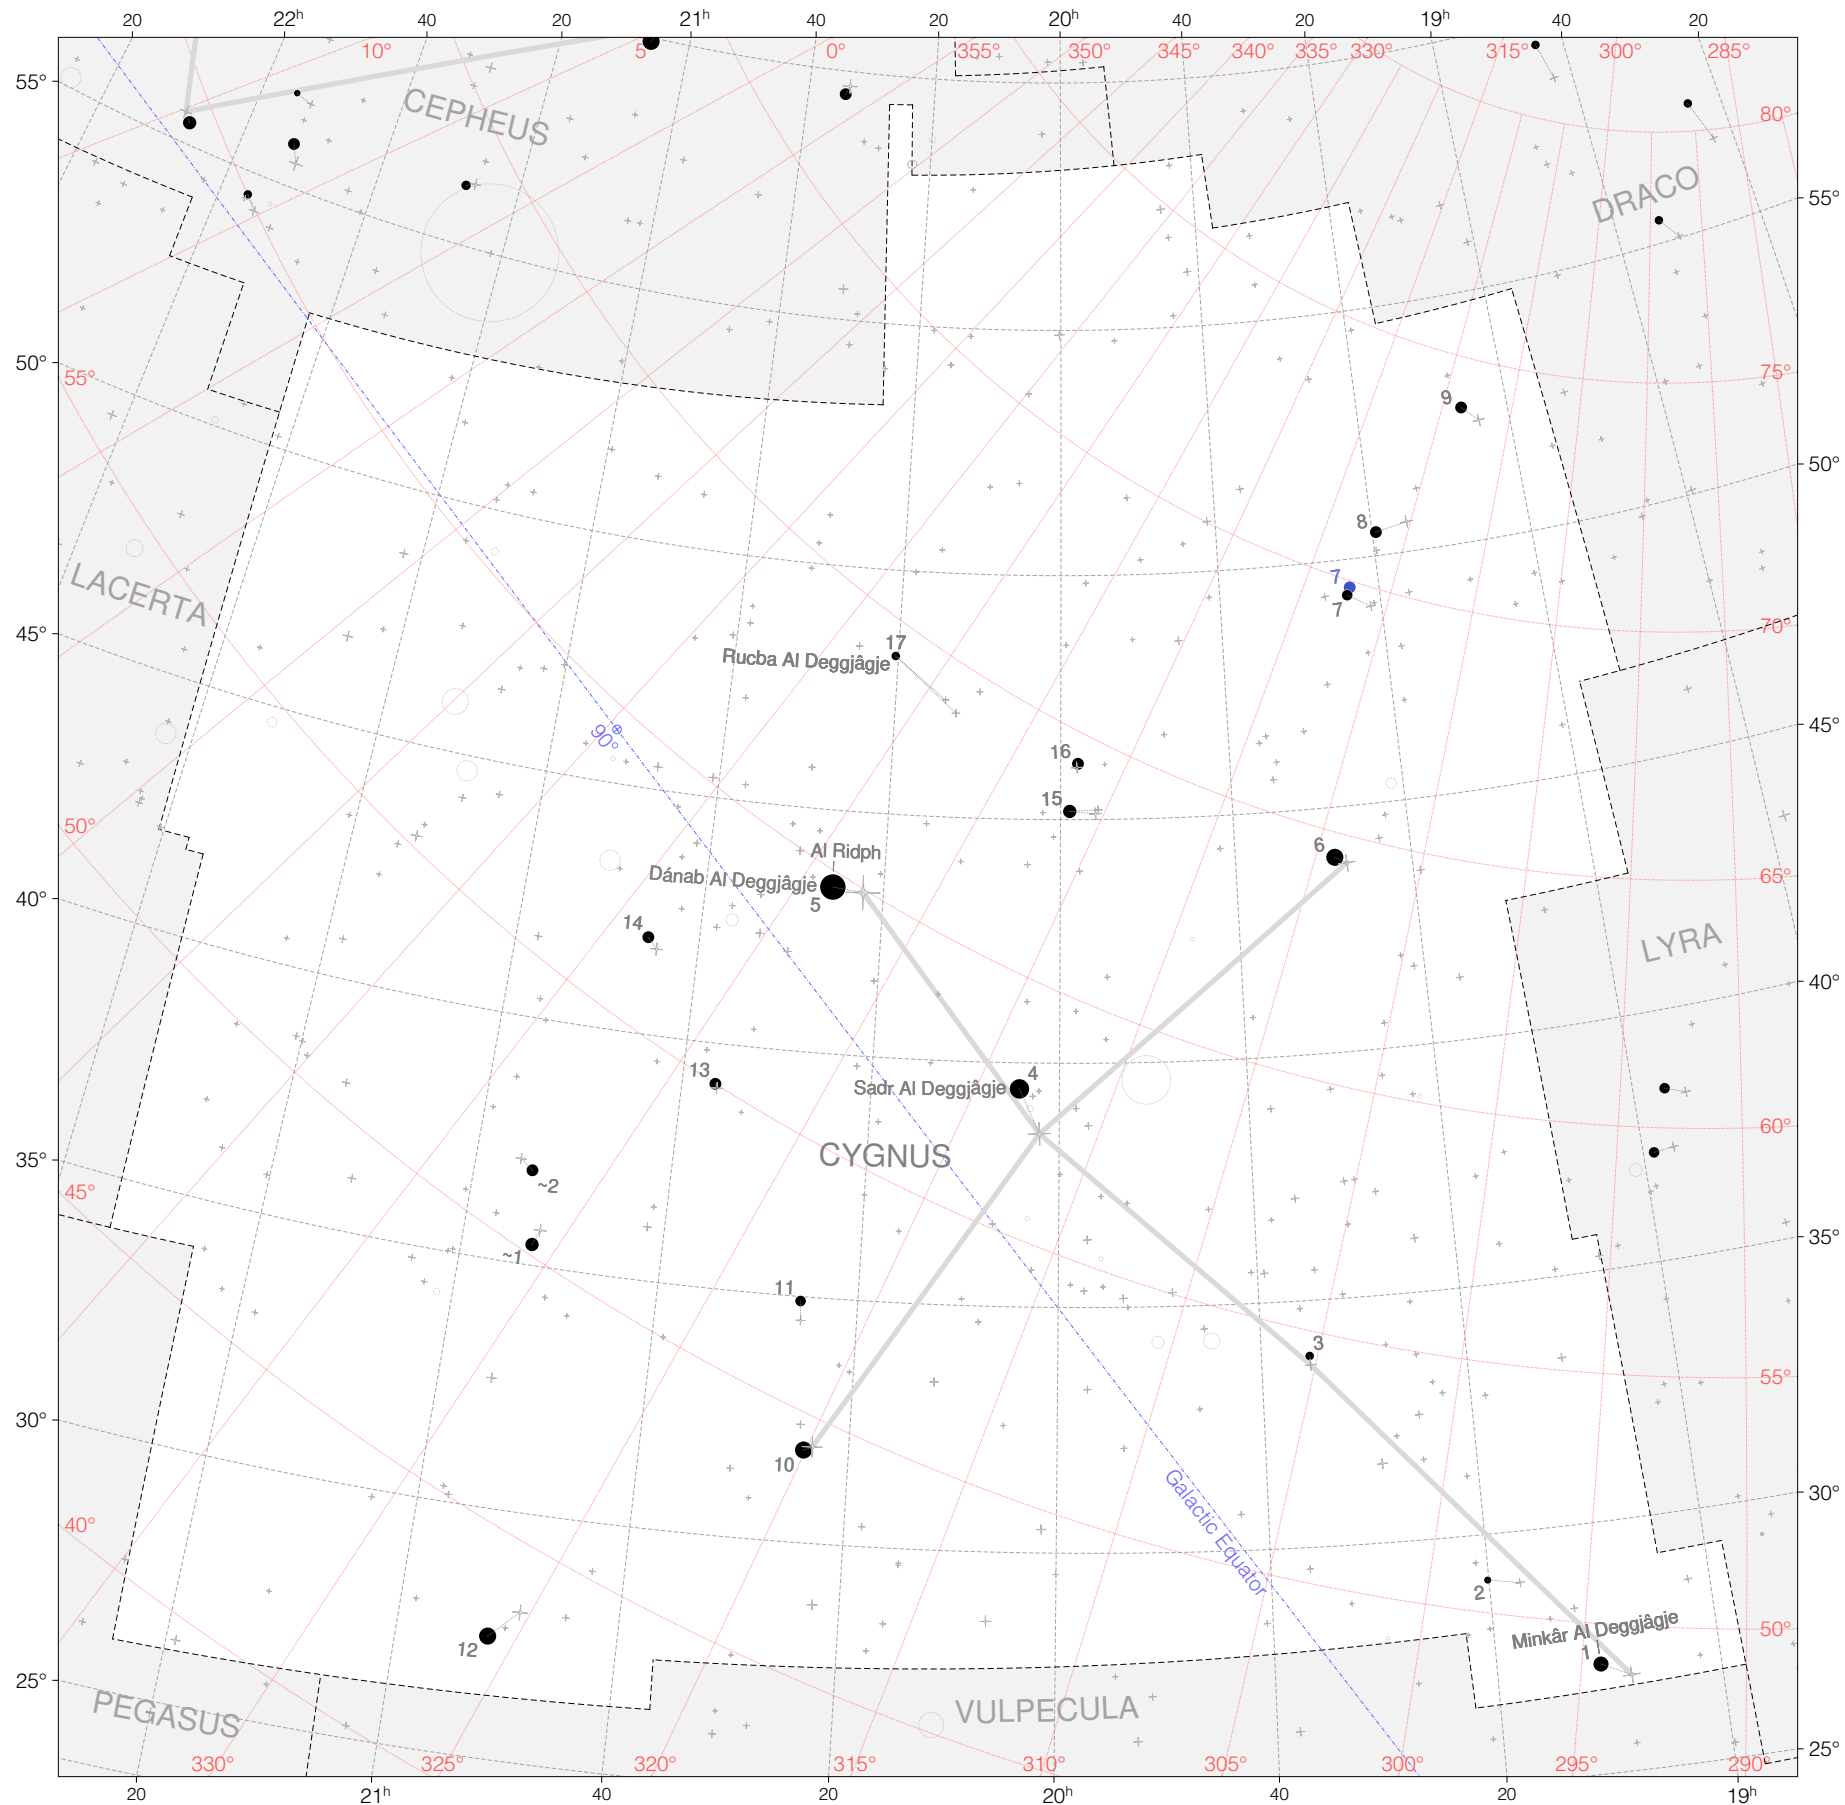 20 22h 40 20 21h 40 20 20h 40 20 19h 40 20
10° 5° 0° 355° 350° 345° 340° 335° 330° 315° 300° 285°
55°
CEPHEUS
80°
DRACO
55°
50°
55°
75°
9
50°
8
LACERTA
7
7
45°
70°
17
Rucba Al Deggjâgje
45°
90°
16
15
50°
6
Al Ridph
Dánab Al Deggjâgje
5
65°
40°
14
LYRA
40°
13
4
Sadr Al Deggjâgje
60°
35°
CYGNUS
~2
45°
35°
~1
11
3
55°
30°
10
Galactic Equator
30°
40°
2
Minkâr Al Deggjâgje
50°
12
1
25°
PEGASUS
VULPECULA
25°
330° 325° 320° 315° 310° 305° 300° 295° 290°
20 21h 40 20 20h 40 20 19h